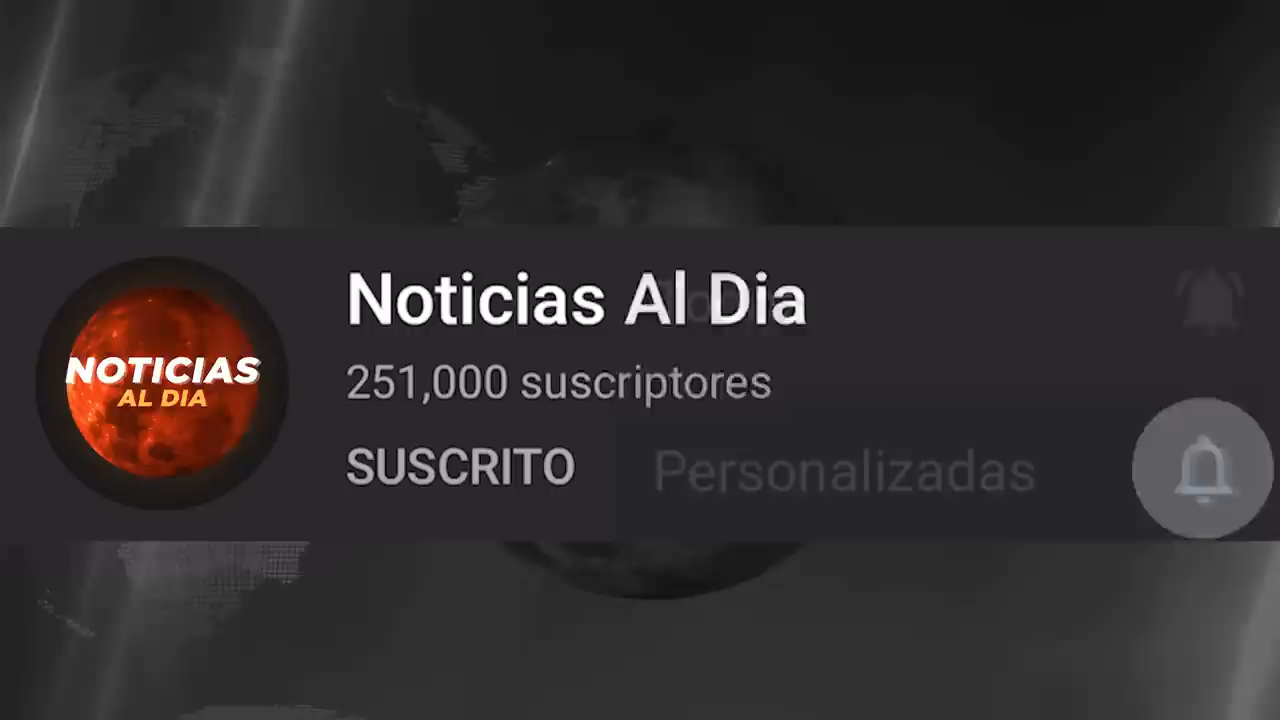 NOTICIAS
AL DIA
Noticias Al Dia
251,000 suscriptores
SUSCRITO
Personalizadas